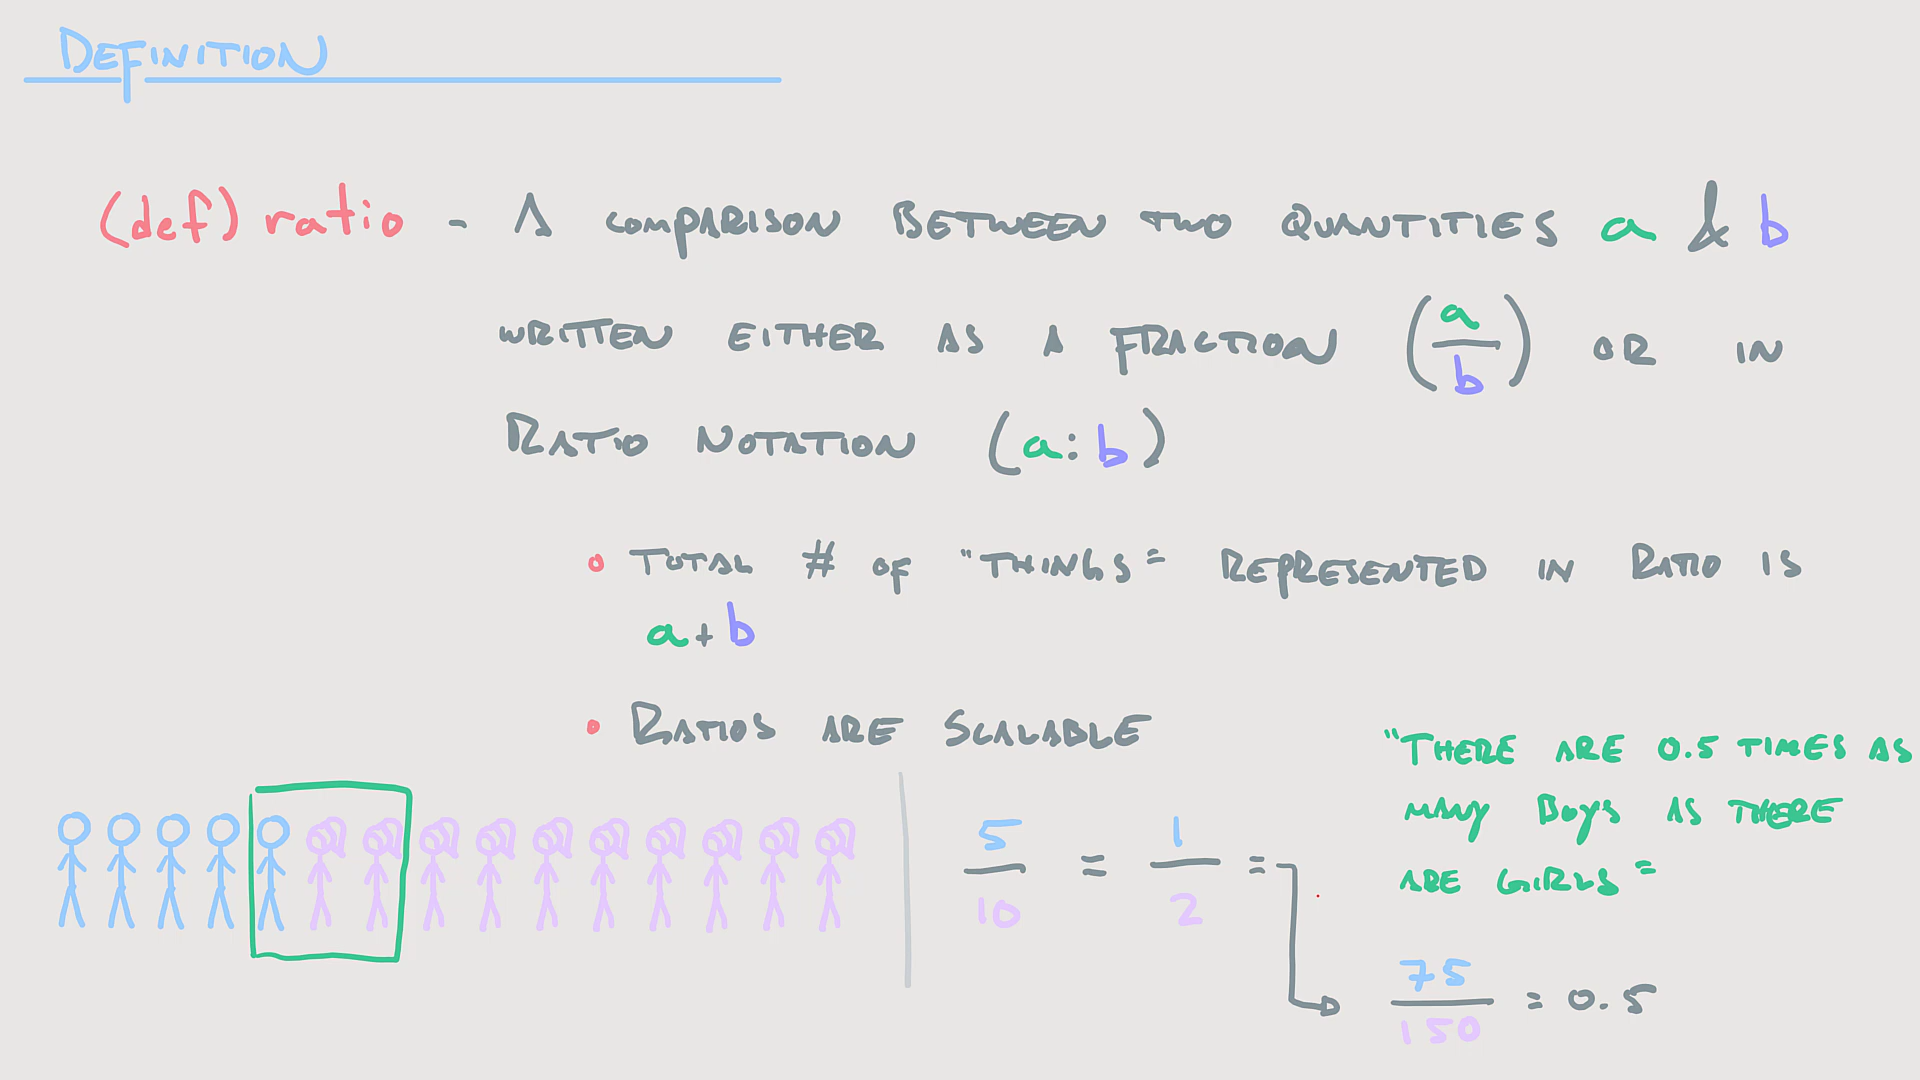 DEFINITION
(def) ratio - A COMPARISON BETWEEN TWO QUANTITIES a & b
WRITTEN EITHER AS A FRACTION (a/b) OR IN
RATIO NOTATION (a:b)
• TOTAL # OF "THINGS" REPRESENTED IN RATIO IS
a+b
• RATIOS ARE SCALABLE
"THERE ARE 0.5 TIMES AS
MANY BOYS AS THERE
ARE GIRLS"
5/10 = 1/2 =
75/150 = 0.5